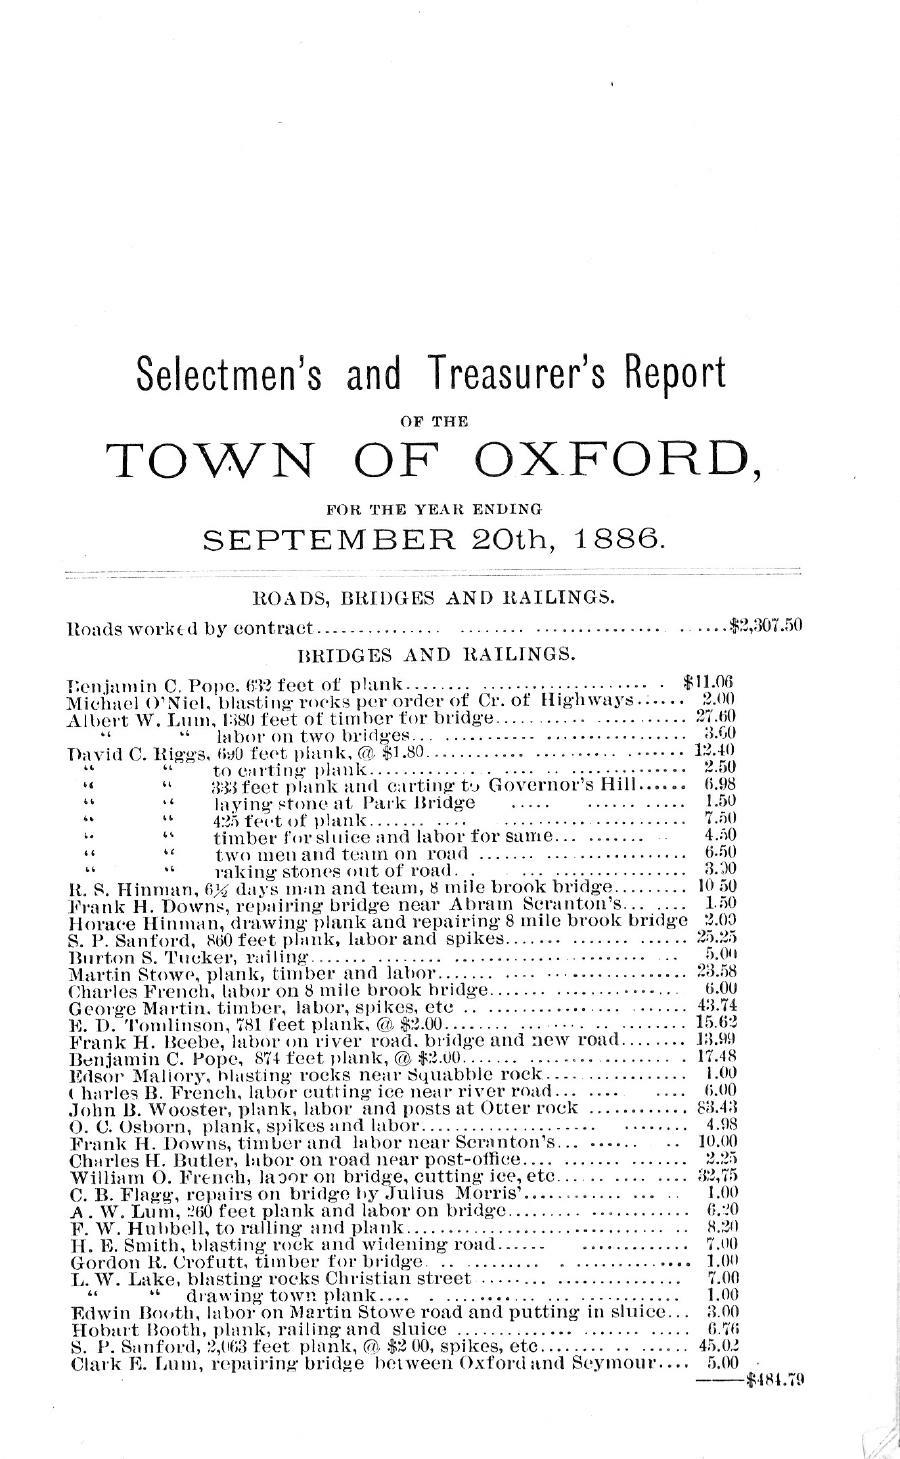 Selectmen's and Treasurer's Report
OF THE
TOWN OF OXFORD,
FOR THE YEAR ENDING
SEPTEMBER 20th, 1886.
ROADS, BRIDGES AND RAILINGS.
Roads worked by contract.................... $2,307.50
BRIDGES AND RAILINGS.
Benjamin C. Pope, 632 feet of plank.................... $11.06
Michael O'Niel, blasting rocks per order of Cr. of Highways...... 2.00
Albert W. Lum, 1380 feet of timber for bridge.................... 27.60
“ “ labor on two bridges.................... 3.60
David C. Riggs, 690 feet plank, @ $1.80.................... 12.40
“ “ to carting plank.................... 2.50
“ “ 333 feet plank and carting to Governor's Hill...... 6.98
“ “ laying stone at Park Bridge .................... 1.50
“ “ 425 feet of plank.................... 7.50
“ “ timber for sluice and labor for same.......... 4.50
“ “ two men and team on road .................... 6.50
“ “ raking stones out of road.................... 3.00
R. S. Hinman, 6½ days man and team, 8 mile brook bridge......... 10 50
Frank H. Downs, repairing bridge near Abram Scranton's... .... 1.50
Horace Hinman, drawing plank and repairing 8 mile brook bridge 2.00
S. P. Sanford, 860 feet plank, labor and spikes.................... 25.25
Burton S. Tucker, railing.................... 5.00
Martin Stowe, plank, timber and labor.................... 23.58
Charles French, labor on 8 mile brook bridge.................... 6.00
George Martin, timber, labor, spikes, etc .................... 43.74
E. D. Tomlinson, 781 feet plank, @ $2.00.................... 15.62
Frank H. Beebe, labor on river road, bridge and new road........ 13.99
Benjamin C. Pope, 874 feet plank, @ $2.00.................... 17.48
Edson Mallory, blasting rocks near Squabble rock.................... 1.00
Charles B. French, labor cutting ice near river road... .... .... 6.00
John B. Wooster, plank, labor and posts at Otter rock ............ 83.43
O. C. Osborn, plank, spikes and labor.................... 4.98
Frank H. Downs, timber and labor near Scranton's... ...... .. 10.00
Charles H. Butler, labor on road near post-office.................... 2.25
William O. French, labor on bridge, cutting ice, etc.................... 32,75
C. B. Flagg, repairs on bridge by Julius Morris'.................... 1.00
A. W. Lum, 260 feet plank and labor on bridge.................... 6.20
F. W. Hubbell, to railing and plank.................... 8.20
H. E. Smith, blasting rock and widening road...... ............. 7.00
Gordon R. Crofutt, timber for bridge.................... 1.00
L. W. Lake, blasting rocks Christian street .................... 7.00
“ “ drawing town plank.................... 1.00
Edwin Booth, labor on Martin Stowe road and putting in sluice... 3.00
Hobart Booth, plank, railing and sluice .................... 6.76
S. P. Sanford, 2,063 feet plank, @ $2 00, spikes, etc.................... 45.02
Clark E. Lum, repairing bridge between Oxford and Seymour.... 5.00
——$484.79